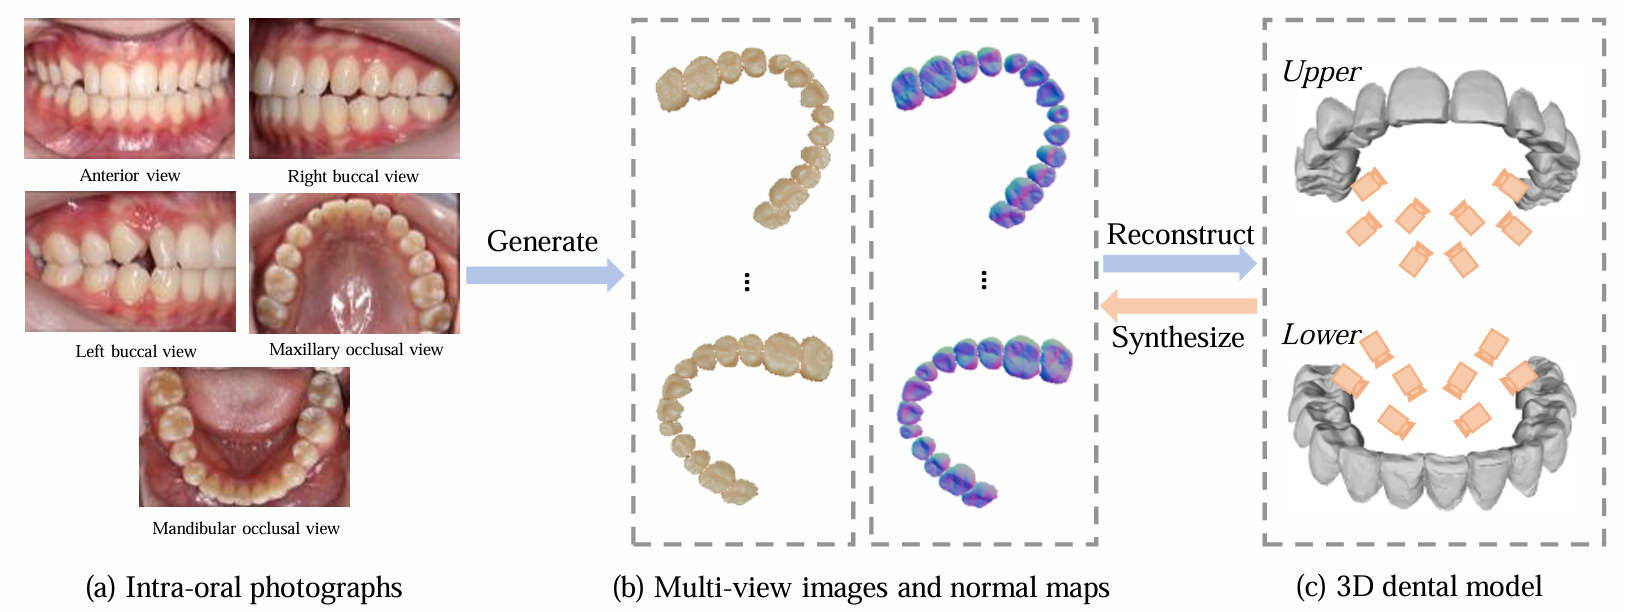 Anterior view
Right buccal view
Left buccal view
Maxillary occlusal view
Mandibular occlusal view
Generate
...
...
Reconstruct
Synthesize
Upper
Lower
(a) Intra-oral photographs
(b) Multi-view images and normal maps
(c) 3D dental model